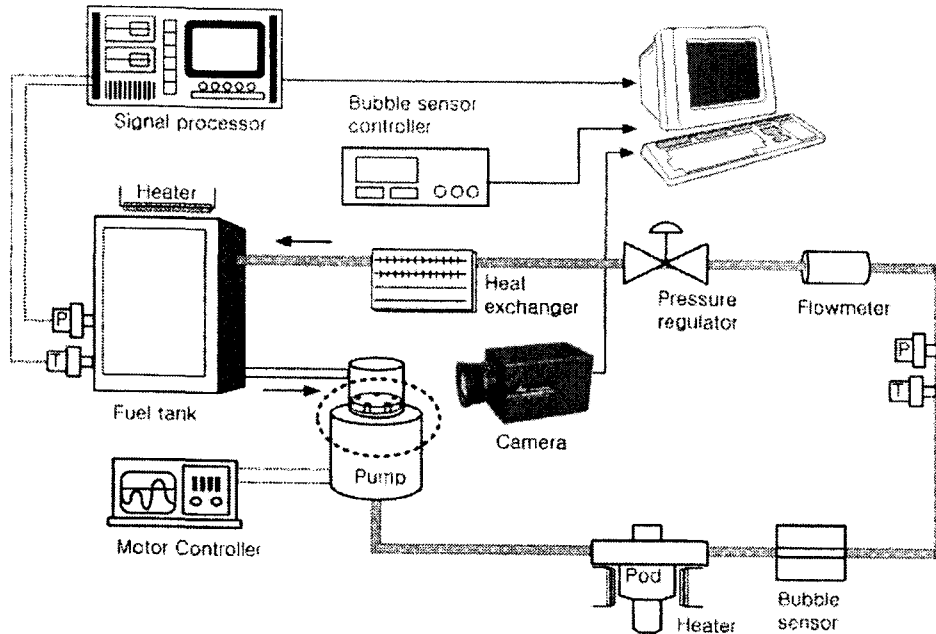 Signal processor
Bubble sensor
controller
Heater
Heat
exchanger
Pressure
regulator
Flowmeter
P
T
P
T
Fuel tank
Camera
Pump
Motor Controller
Pod
Heater
Bubble
sensor